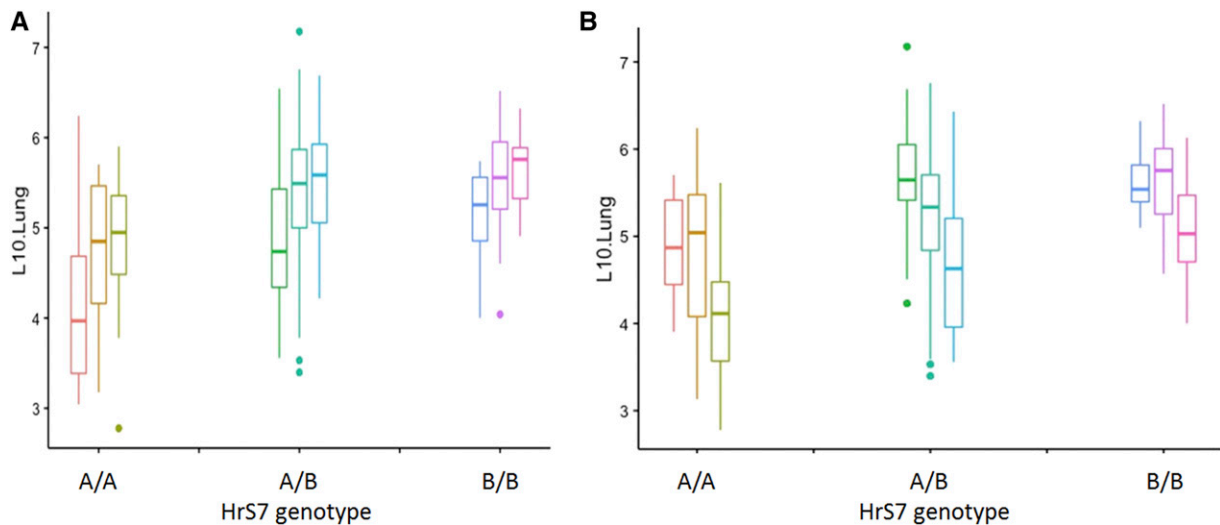 A
7
6
5
4
3
L10.Lung
A/A A/B B/B
HrS7 genotype
B
7
6
5
4
3
L10.Lung
A/A A/B B/B
HrS7 genotype